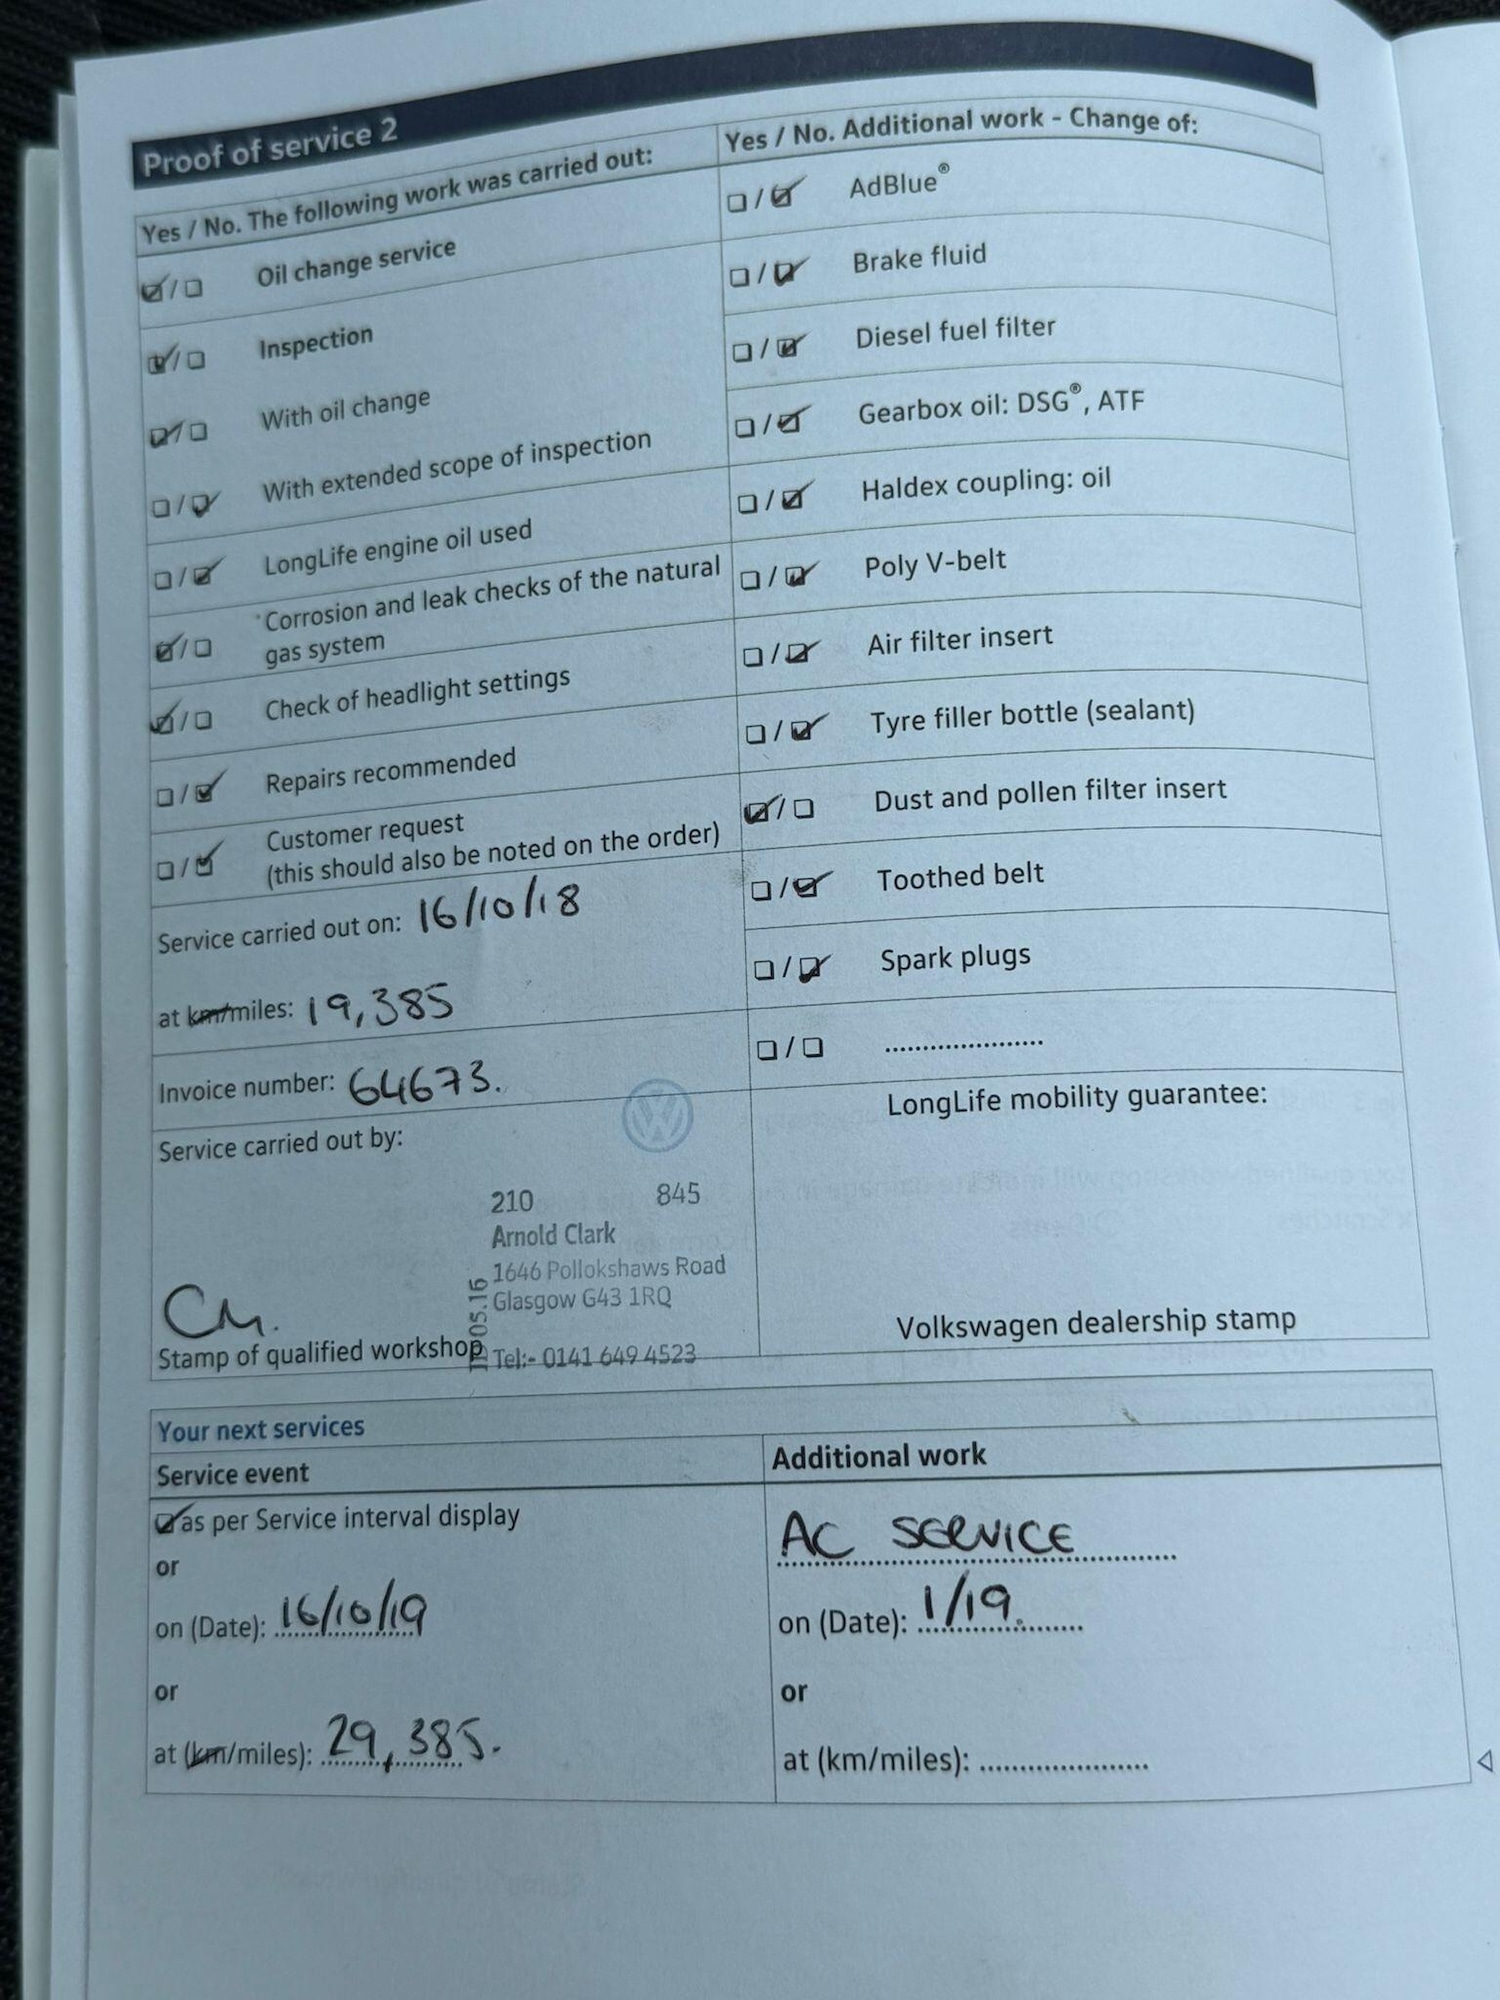 Proof of service 2
Yes / No. The following work was carried out:
Oil change service
Inspection
With oil change
With extended scope of inspection
LongLife engine oil used
Corrosion and leak checks of the natural
gas system
Check of headlight settings
Repairs recommended
Customer request
(this should also be noted on the order)
Service carried out on: 16/10/18
at km/miles: 19,385
Invoice number: 64673.
Service carried out by:
210 845
Arnold Clark
1646 Pollokshaws Road
Glasgow G43 1RQ
Tel:- 0141 649 4523
05.16
CM.
Stamp of qualified workshop
Yes / No. Additional work - Change of:
AdBlue®
Brake fluid
Diesel fuel filter
Gearbox oil: DSG®, ATF
Haldex coupling: oil
Poly V-belt
Air filter insert
Tyre filler bottle (sealant)
Dust and pollen filter insert
Toothed belt
Spark plugs
.....................
LongLife mobility guarantee:
Volkswagen dealership stamp
Your next services
Service event
as per Service interval display
or
on (Date): 16/10/19
or
at (km/miles): 29,385.
Additional work
AC SERVICE
on (Date): 1/19.
or
at (km/miles): .....................